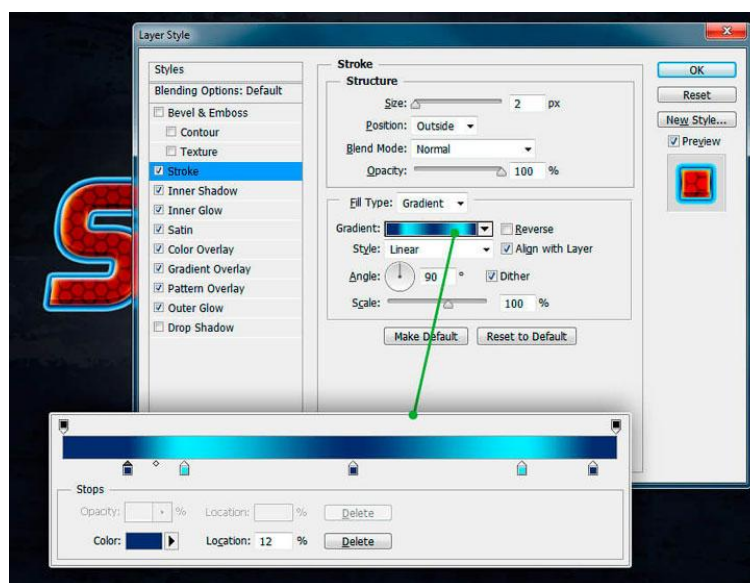 Layer Style
Styles
Blending Options: Default
Bevel & Emboss
Contour
Texture
Stroke
Inner Shadow
Inner Glow
Satin
Color Overlay
Gradient Overlay
Pattern Overlay
Outer Glow
Drop Shadow
Stroke
Structure
Size: 2 px
Position: Outside
Blend Mode: Normal
Opacity: 100 %
Fill Type: Gradient
Gradient: Reverse
Style: Linear Align with Layer
Angle: 90 ° Dither
Scale: 100 %
Make Default Reset to Default
OK
Reset
New Style...
Preview
S
Stops
Opacity: % Location: % Delete
Color: Location: 12 % Delete